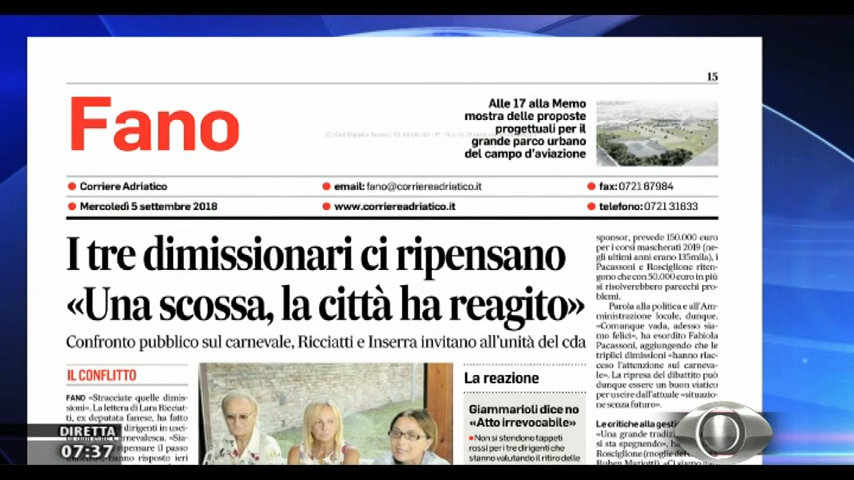 15
Fano
Alle 17 alla Memo
mostra delle proposte
progettuali per il
grande parco urbano
del campo d'aviazione
Corriere Adriatico
email: fano@corriereadriatico.it
fax: 0721 67984
Mercoledì 5 settembre 2018
www.corriereadriatico.it
telefono: 0721 31633
I tre dimissionari ci ripensano
«Una scossa, la città ha reagito»
Confronto pubblico sul carnevale, Ricciatti e Inserra invitano all'unità del cda
IL CONFLITTO
FANO «Stracciate quelle dimis-
sioni». La lettera di Lara Ricciat-
ti, ex deputata fanese, ha fatto
dirigenti in usci-
Carnevalesca. «Sia-
ripensare il passo
hanno risposto ieri
La reazione
Giammarioli dice no
«Atto irrevocabile»
Non si stendono tappeti
rossi per i tre dirigenti che
stanno valutando il ritiro delle
sponsor, prevede 150.000 euro
per i corsi mascherati 2019 (ne-
gli ultimi anni erano 135mila), i
Pacassoni e Rosciglione riten-
gono che con 50.000 euro in più
si risolverebbero parecchi pro-
blemi.
Parola alla politica e all'Am-
ministrazione locale, dunque.
«Comunque vada, adesso sia-
mo felici», ha esordito Fabiola
Pacassoni, aggiungendo che le
triplici dimissioni «hanno riac-
ceso l'attenzione sul carneva-
le». La ripresa del dibattito può
dunque essere un buon viatico
per uscire dall'attuale «situazio-
ne senza futuro».
Le critiche alla gesti
«Una grande tradizi
si sta spegnendo», ha
Rosciglione (moglie del
Ruben Mariotti). «Ci siamo
DIRETTA
07:37